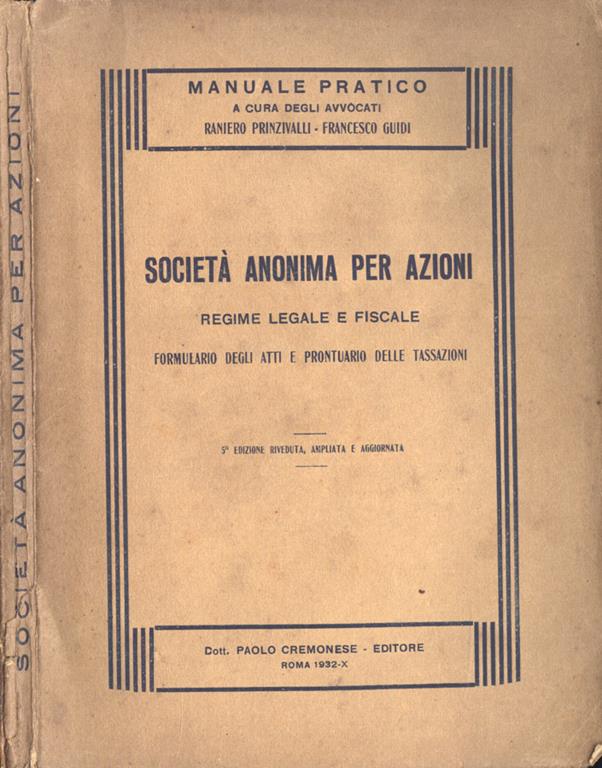 SOCIETÀ ANONIMA PER AZIONI
MANUALE PRATICO
A CURA DEGLI AVVOCATI
RANIERO PRINZIVALLI - FRANCESCO GUIDI
SOCIETÀ ANONIMA PER AZIONI
REGIME LEGALE E FISCALE
FORMULARIO DEGLI ATTI E PRONTUARIO DELLE TASSAZIONI
5ª EDIZIONE RIVEDUTA, AMPLIATA E AGGIORNATA
Dott. PAOLO CREMONESE - EDITORE
ROMA 1932-X